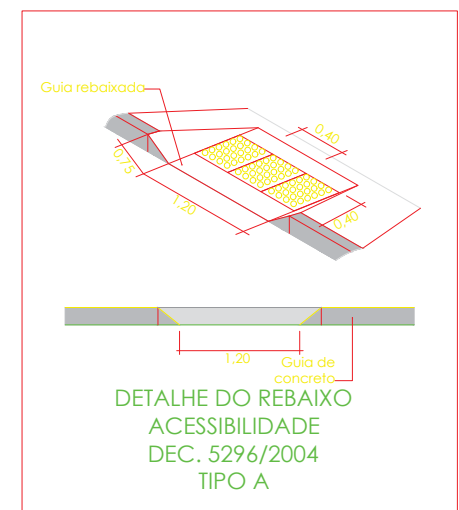 Guia rebaixada
0,40
0,75
1.20
0,40
1.20
Guia de
concreto
DETALHE DO REBAIXO
ACESSIBILIDADE
DEC. 5296/2004
TIPO A